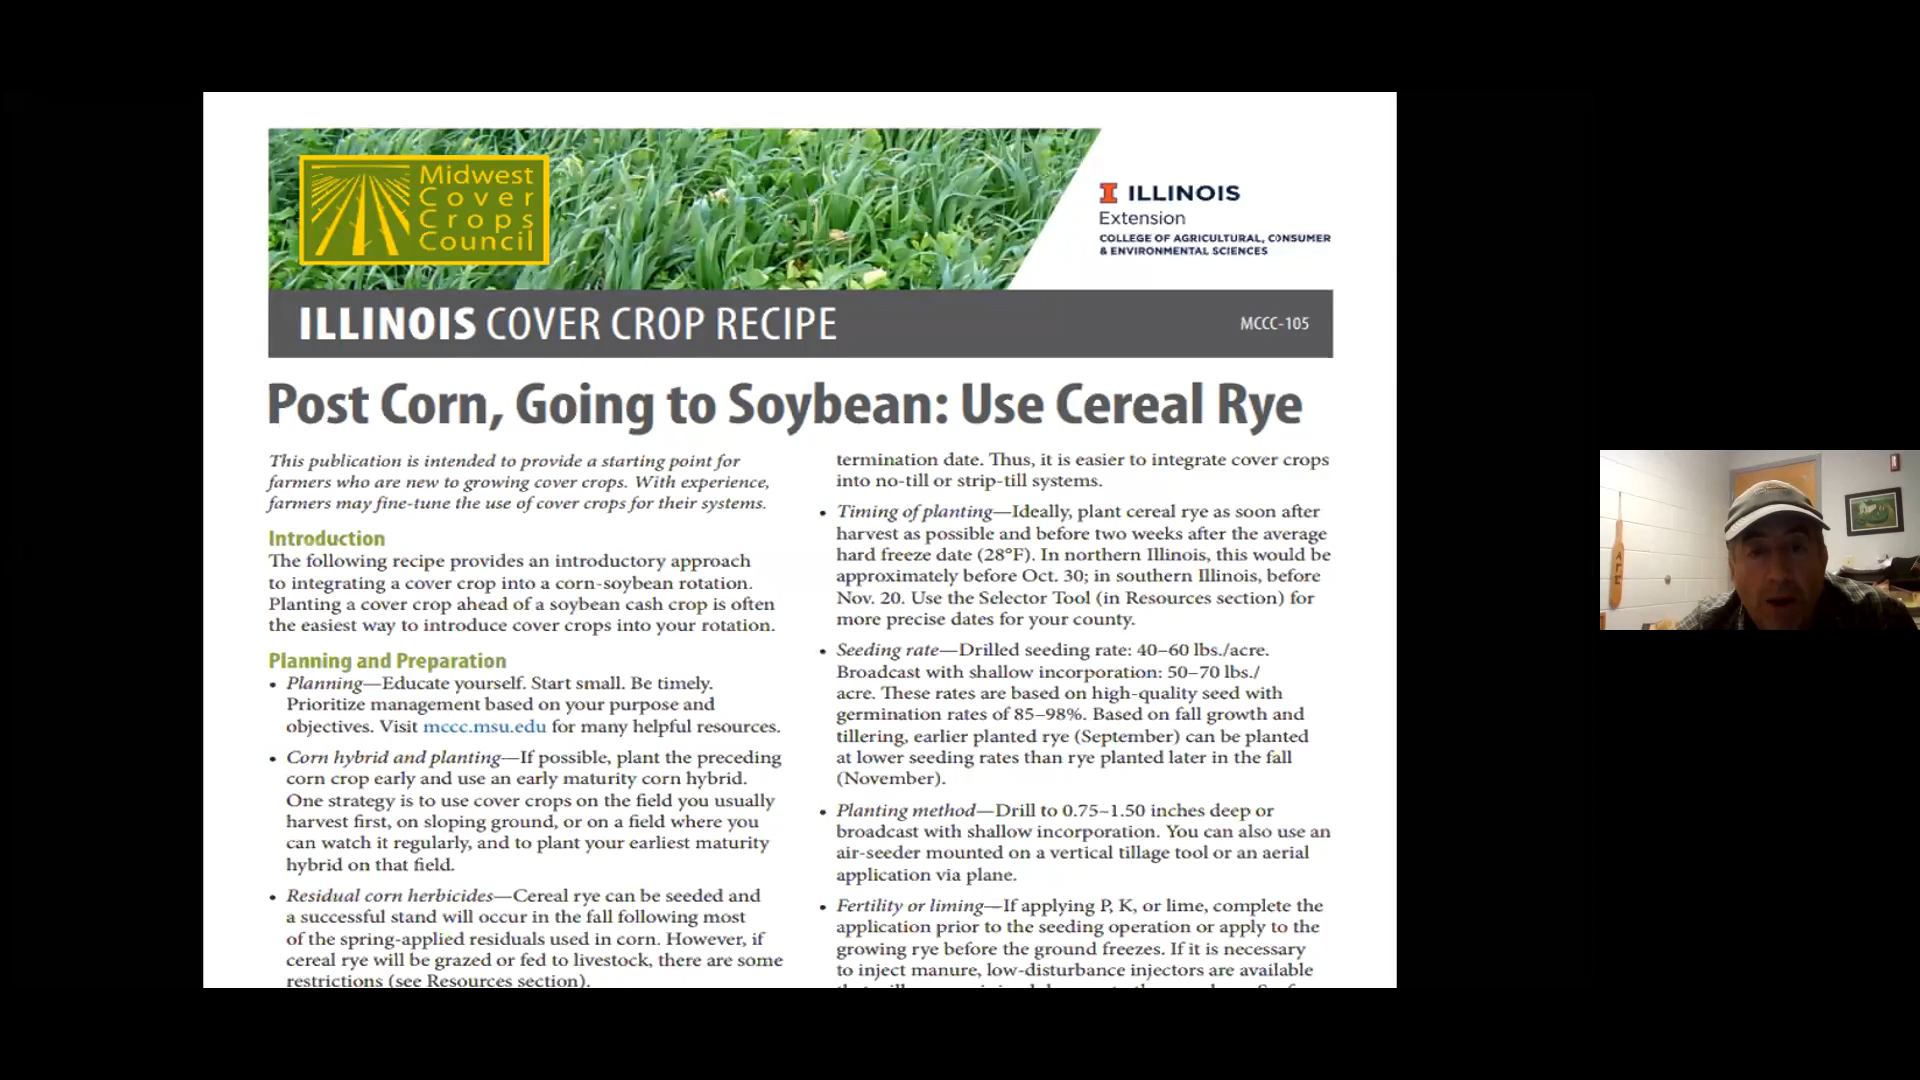 Midwest
Cover
Crops
Council
ILLINOIS
Extension
COLLEGE OF AGRICULTURAL, CONSUMER
& ENVIRONMENTAL SCIENCES
ILLINOIS COVER CROP RECIPE
MCCC-105
Post Corn, Going to Soybean: Use Cereal Rye
This publication is intended to provide a starting point for
farmers who are new to growing cover crops. With experience,
farmers may fine-tune the use of cover crops for their systems.
Introduction
The following recipe provides an introductory approach
to integrating a cover crop into a corn-soybean rotation.
Planting a cover crop ahead of a soybean cash crop is often
the easiest way to introduce cover crops into your rotation.
Planning and Preparation
• Planning—Educate yourself. Start small. Be timely.
Prioritize management based on your purpose and
objectives. Visit mccc.msu.edu for many helpful resources.
• Corn hybrid and planting—If possible, plant the preceding
corn crop early and use an early maturity corn hybrid.
One strategy is to use cover crops on the field you usually
harvest first, on sloping ground, or on a field where you
can watch it regularly, and to plant your earliest maturity
hybrid on that field.
• Residual corn herbicides—Cereal rye can be seeded and
a successful stand will occur in the fall following most
of the spring-applied residuals used in corn. However, if
cereal rye will be grazed or fed to livestock, there are some
restrictions (see Resources section).
termination date. Thus, it is easier to integrate cover crops
into no-till or strip-till systems.
• Timing of planting—Ideally, plant cereal rye as soon after
harvest as possible and before two weeks after the average
hard freeze date (28°F). In northern Illinois, this would be
approximately before Oct. 30; in southern Illinois, before
Nov. 20. Use the Selector Tool (in Resources section) for
more precise dates for your county.
• Seeding rate—Drilled seeding rate: 40–60 lbs./acre.
Broadcast with shallow incorporation: 50–70 lbs./
acre. These rates are based on high-quality seed with
germination rates of 85–98%. Based on fall growth and
tillering, earlier planted rye (September) can be planted
at lower seeding rates than rye planted later in the fall
(November).
• Planting method—Drill to 0.75–1.50 inches deep or
broadcast with shallow incorporation. You can also use an
air-seeder mounted on a vertical tillage tool or an aerial
application via plane.
• Fertility or liming—If applying P, K, or lime, complete the
application prior to the seeding operation or apply to the
growing rye before the ground freezes. If it is necessary
to inject manure, low-disturbance injectors are available